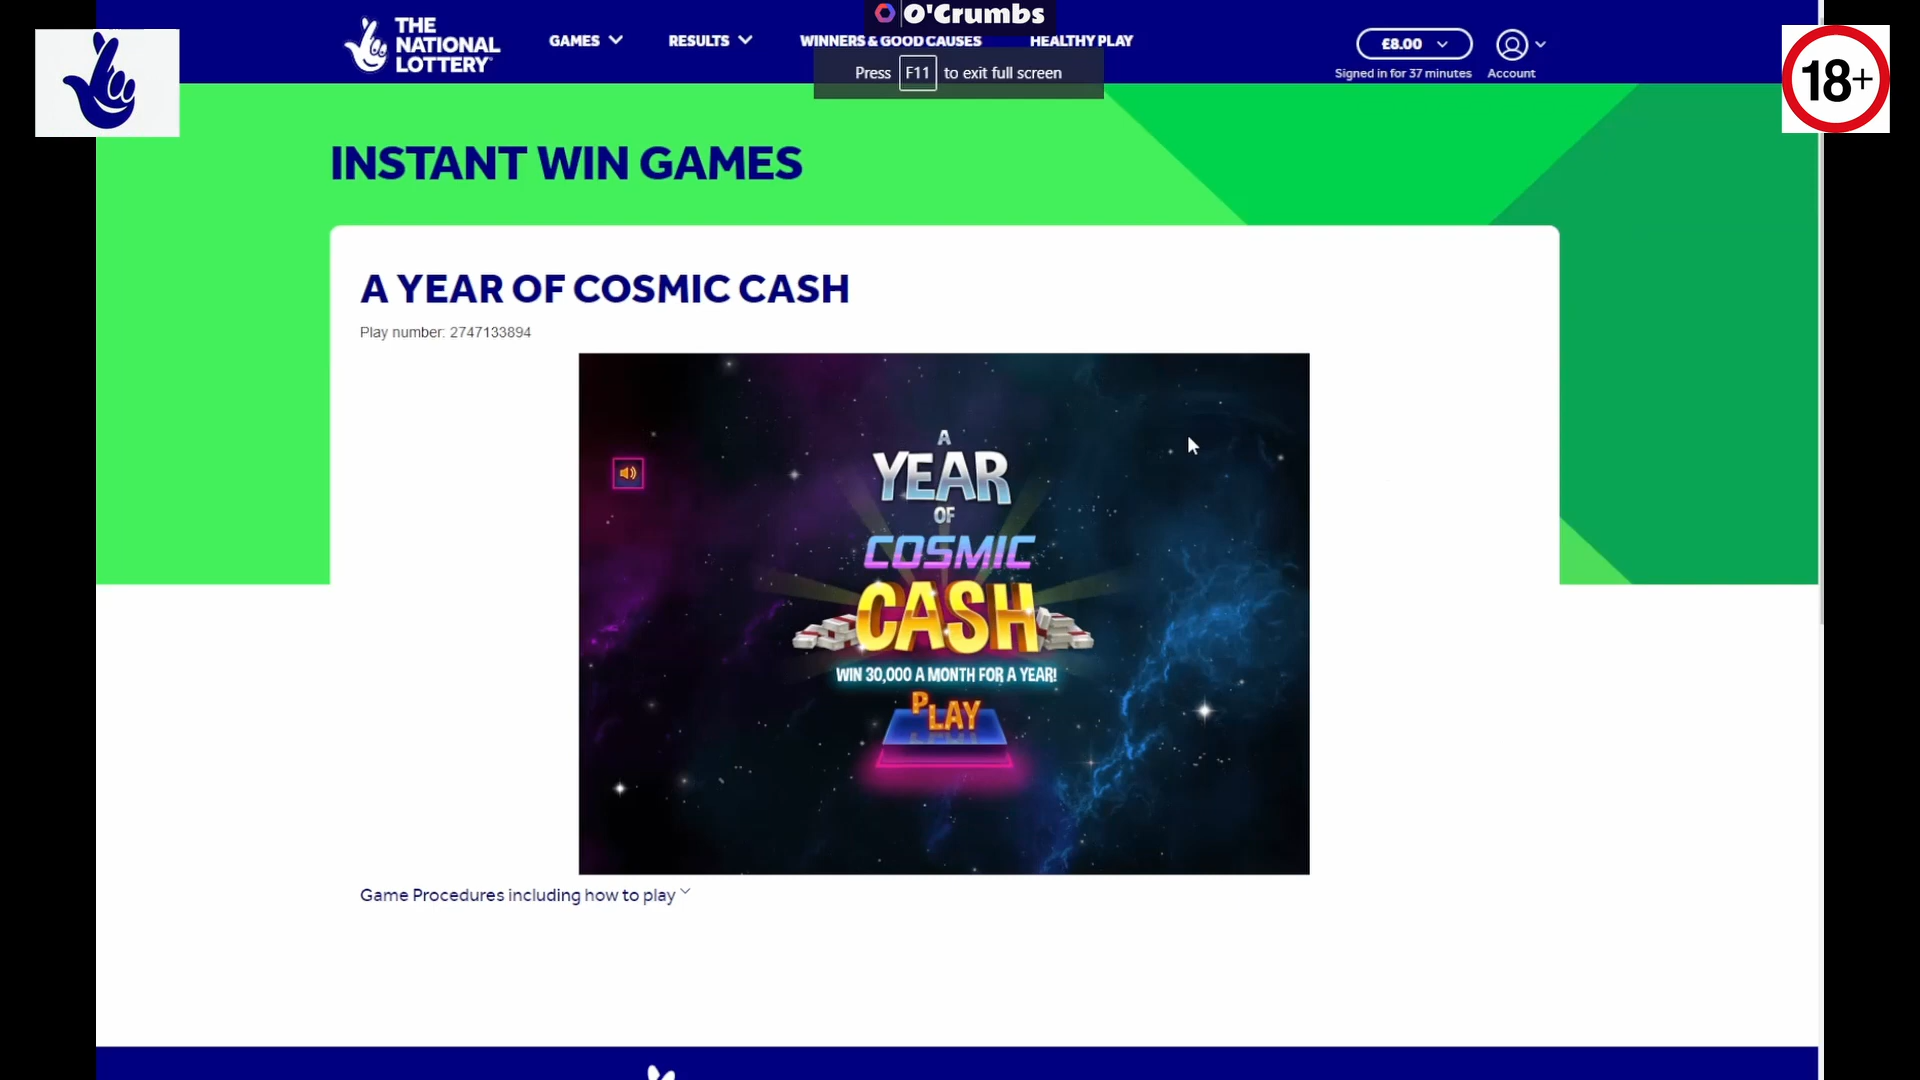 O'Crumbs
THE
NATIONAL
LOTTERY
GAMES
RESULTS
WINNERS & GOOD CAUSES
HEALTHY PLAY
£8.00
Signed in for 37 minutes
Account
18+
Press F11 to exit full screen
INSTANT WIN GAMES
A YEAR OF COSMIC CASH
Play number: 2747133894
A
YEAR
OF
COSMIC
CASH
WIN 30,000 A MONTH FOR A YEAR!
PLAY
Game Procedures including how to play